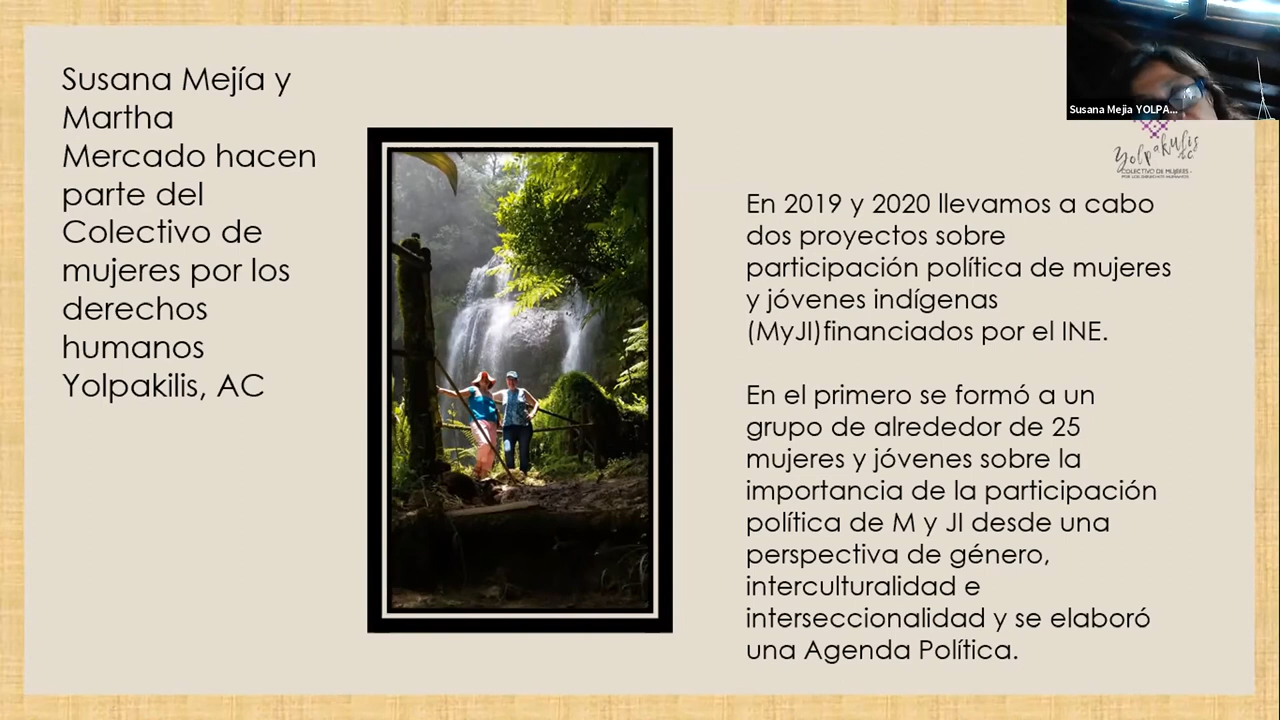 Susana Mejía y
Martha
Mercado hacen
parte del
Colectivo de
mujeres por los
derechos
humanos
Yolpakilis, AC
Susana Mejia YOLPA...
Yolpakilis
AC
COLECTIVO DE MUJERES -
POR LOS DERECHOS HUMANOS
En 2019 y 2020 llevamos a cabo
dos proyectos sobre
participación política de mujeres
y jóvenes indígenas
(MyJI)financiados por el INE.
En el primero se formó a un
grupo de alrededor de 25
mujeres y jóvenes sobre la
importancia de la participación
política de M y JI desde una
perspectiva de género,
interculturalidad e
interseccionalidad y se elaboró
una Agenda Política.